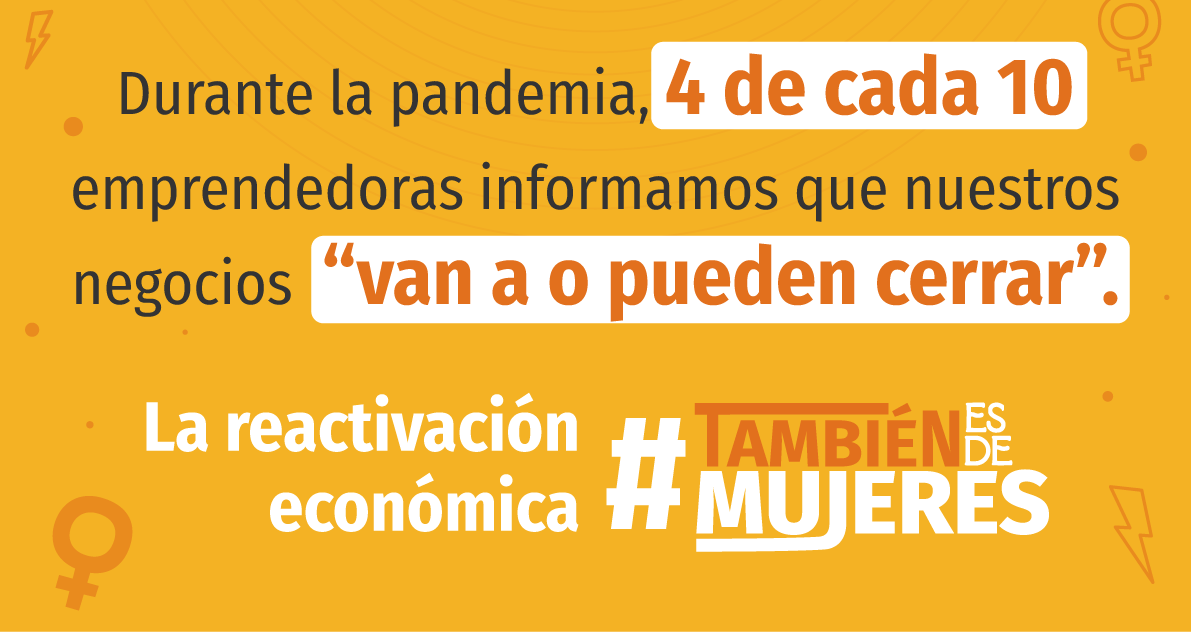 Durante la pandemia, 4 de cada 10
emprendedoras informamos que nuestros
negocios “van a o pueden cerrar”.
La reactivación
económica
#TAMBIÉN ES DE
MUJERES